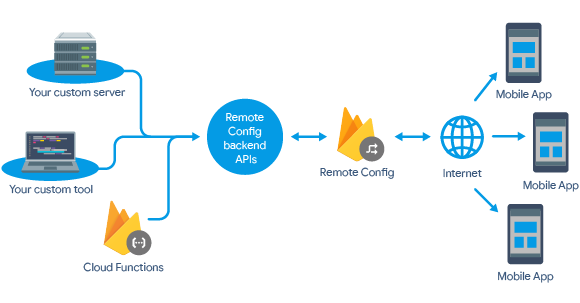 Your custom server
Your custom tool
Cloud Functions
Remote
Config
backend
APIs
Remote Config
Internet
Mobile App
Mobile App
Mobile App